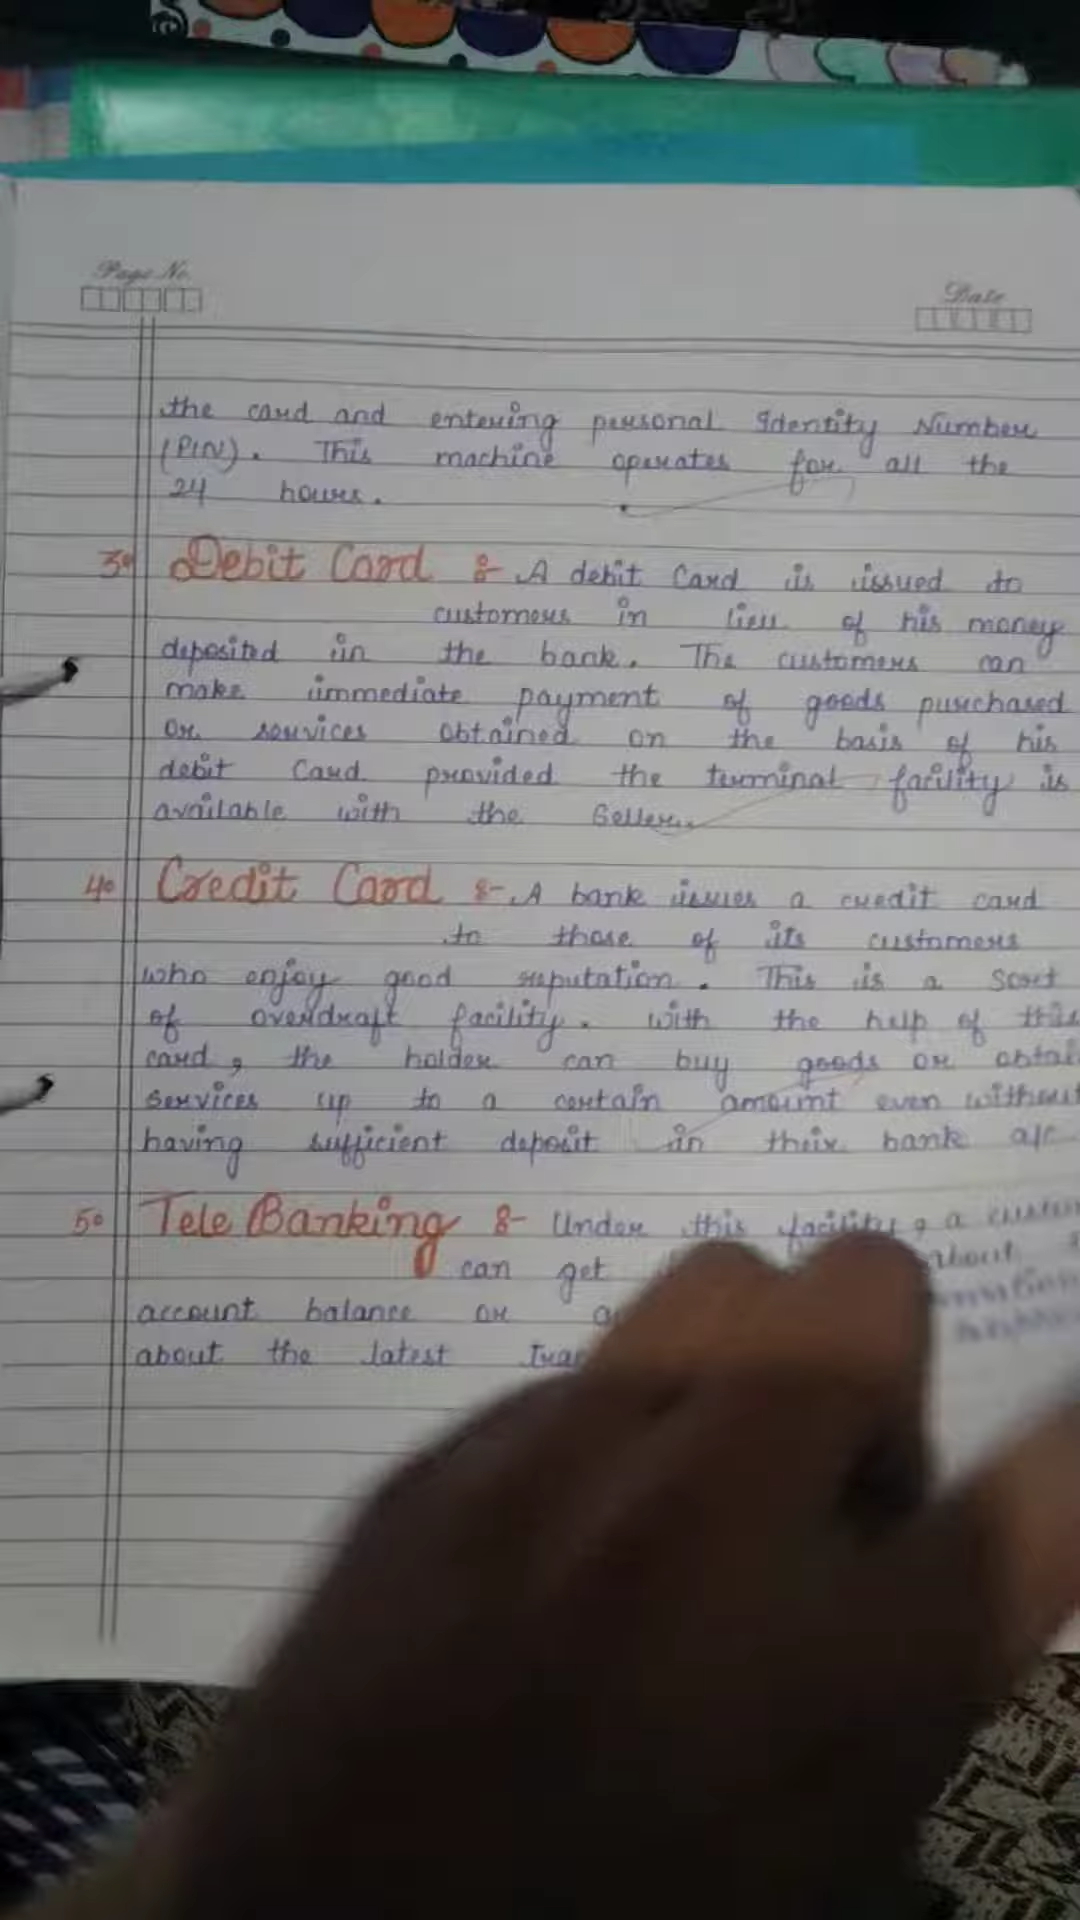 Page No.
Date
the card and entering personal Identity Number
(PIN). This machine operates for all the
24 hours.
3. Debit Card :- A debit Card is issued to
customers in lieu of his money
deposited in the bank. The customers can
make immediate payment of goods purchased
or services obtained on the basis of his
debit Card provided the terminal facility is
available with the Seller.
4. Credit Card :- A bank issues a credit card
to those of its customers
who enjoy good reputation. This is a sort
of overdraft facility. with the help of this
card, the holder can buy goods or obtai
services up to a certain amount even without
having sufficient deposit in their bank a/c
5. Tele Banking :- Under this facility, a
can get about
account balance or
about the latest